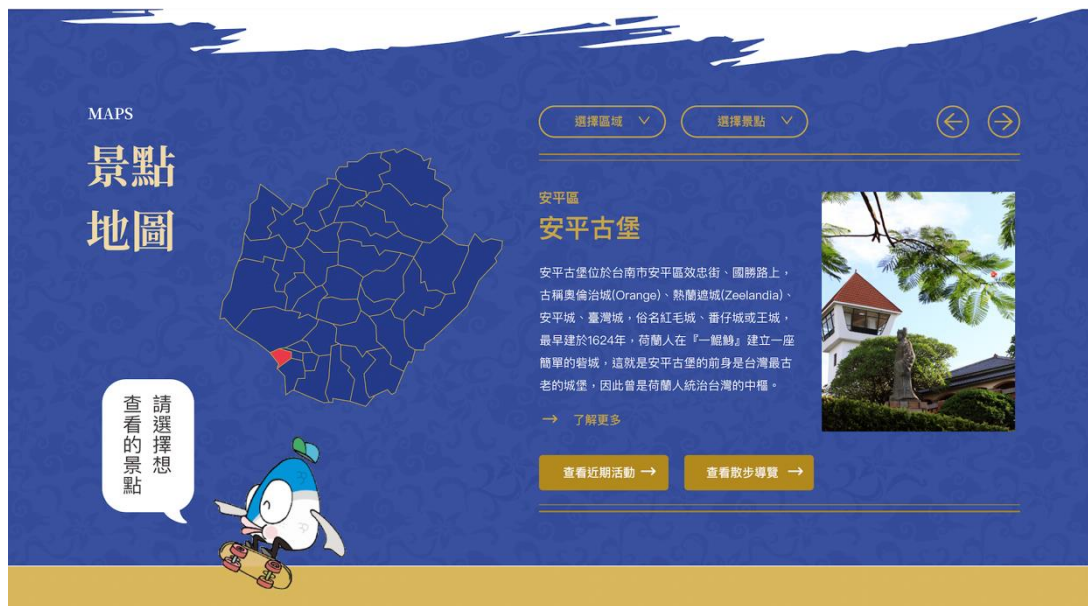 MAPS
景點
地圖
選擇區域
選擇景點
安平區
安平古堡
安平古堡位於台南市安平區效忠街、國勝路上，
古稱奧倫治城(Orange)、熱蘭遮城(Zeelandia)、
安平城、臺灣城，俗名紅毛城、番仔城或王城，
最早建於1624年，荷蘭人在『一鯤鯓』建立一座
簡單的砦城，這就是安平古堡的前身是台灣最古
老的城堡，因此曾是荷蘭人統治台灣的中樞。
→ 了解更多
查看近期活動 →
查看散步導覽 →
請選擇想
查看的景點